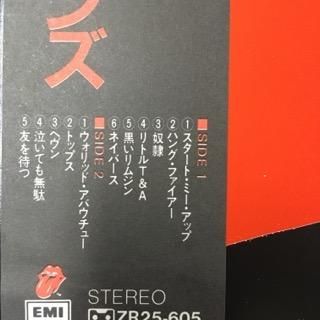 ンズ
■SIDE 1
①スタート・ミー・アップ
②ハング・ファイアー
③奴隷
④リトルT&A
⑤黒いリムジン
⑥ネイバーズ
■SIDE 2
①ウォリッド・アバウチュー
②トップス
③ヘヴン
④泣いても無駄
⑤友を待つ
EMI
STEREO
ZR25-605